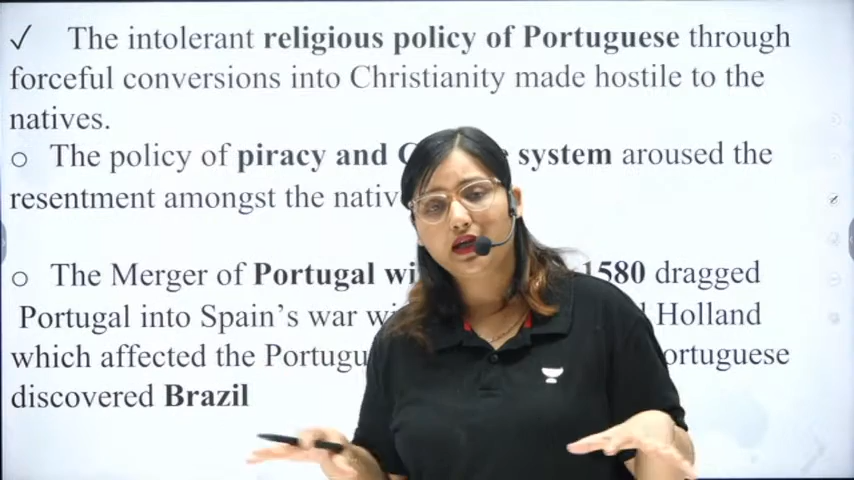 ✓ The intolerant religious policy of Portuguese through
forceful conversions into Christianity made hostile to the
natives.
○ The policy of piracy and system aroused the
resentment amongst the
○ The Merger of Portugal 1580 dragged
Portugal into Spain's war Holland
which affected the
discovered Brazil